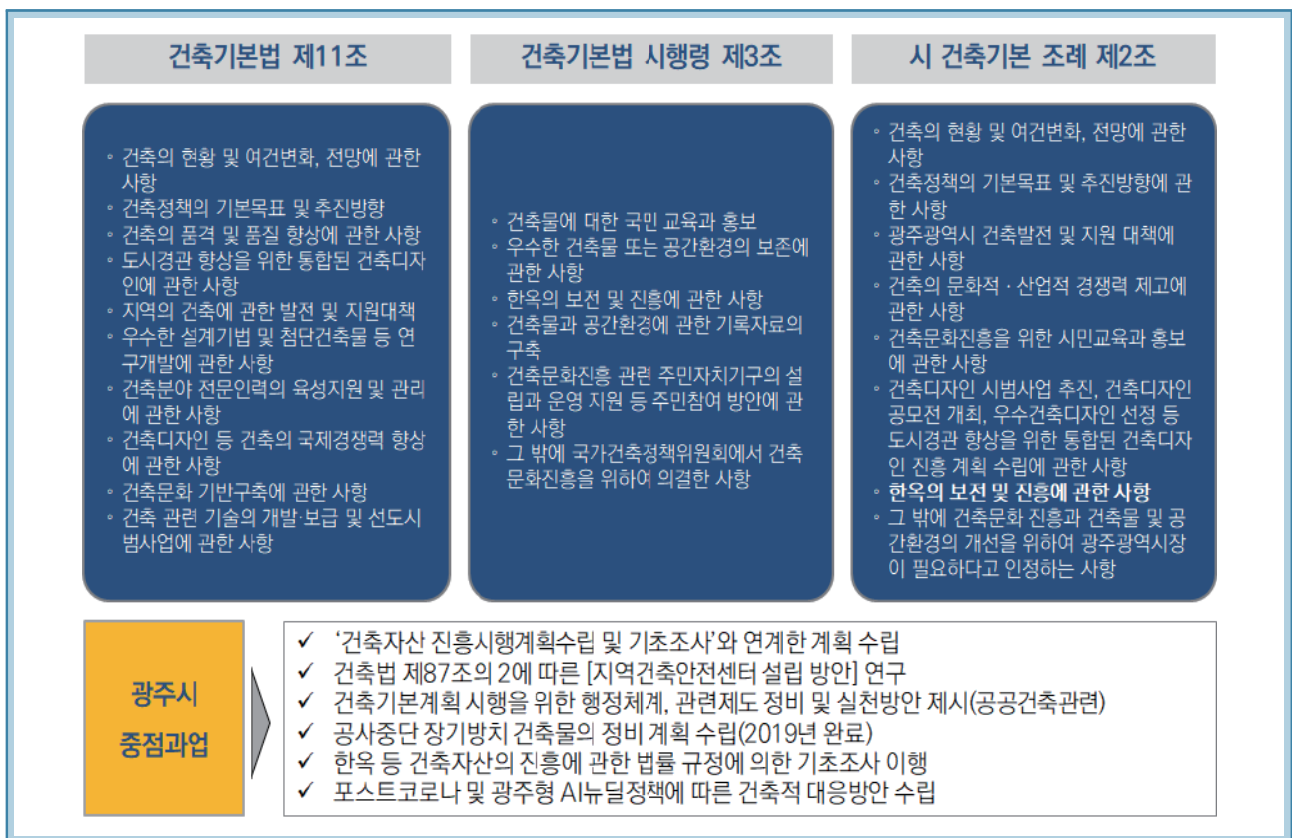 건축기본법 제11조
건축의 현황 및 여건변화, 전망에 관한
사항
건축정책의 기본목표 및 추진방향
건축의 품격 및 품질 향상에 관한 사항
도시경관 향상을 위한 통합된 건축디자
인에 관한 사항
지역의 건축에 관한 발전 및 지원대책
우수한 설계기법 및 첨단건축물 등 연
구개발에 관한 사항
건축분야 전문인력의 육성지원 및 관리
에 관한 사항
건축디자인 등 건축의 국제경쟁력 향상
에 관한 사항
건축문화 기반구축에 관한 사항
건축 관련 기술의 개발·보급 및 선도시
범사업에 관한 사항
건축기본법 시행령 제3조
건축물에 대한 국민 교육과 홍보
우수한 건축물 또는 공간환경의 보존에
관한 사항
한옥의 보전 및 진흥에 관한 사항
건축물과 공간환경에 관한 기록자료의
구축
건축문화진흥 관련 주민자치기구의 설
립과 운영 지원 등 주민참여 방안에 관
한 사항
그 밖에 국가건축정책위원회에서 건축
문화진흥을 위하여 의결한 사항
시 건축기본 조례 제2조
건축의 현황 및 여건변화, 전망에 관한
사항
건축정책의 기본목표 및 추진방향에 관
한 사항
광주광역시 건축발전 및 지원 대책에
관한 사항
건축의 문화적 · 산업적 경쟁력 제고에
관한 사항
건축문화진흥을 위한 시민교육과 홍보
에 관한 사항
건축디자인 시범사업 추진, 건축디자인
공모전 개최, 우수건축디자인 선정 등
도시경관 향상을 위한 통합된 건축디자
인 진흥 계획 수립에 관한 사항
한옥의 보전 및 진흥에 관한 사항
그 밖에 건축문화 진흥과 건축물 및 공
간환경의 개선을 위하여 광주광역시장
이 필요하다고 인정하는 사항
광주시
중점과업
✓ '건축자산 진흥시행계획수립 및 기초조사'와 연계한 계획 수립
✓ 건축법 제87조의 2에 따른 [지역건축안전센터 설립 방안] 연구
✓ 건축기본계획 시행을 위한 행정체계, 관련제도 정비 및 실천방안 제시(공공건축관련)
✓ 공사중단 장기방치 건축물의 정비 계획 수립(2019년 완료)
✓ 한옥 등 건축자산의 진흥에 관한 법률 규정에 의한 기초조사 이행
✓ 포스트코로나 및 광주형 AI뉴딜정책에 따른 건축적 대응방안 수립